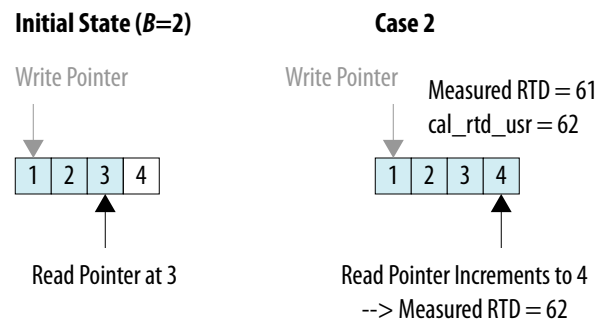 Initial State (B=2)
Write Pointer
1 2 3 4
Read Pointer at 3
Case 2
Write Pointer
Measured RTD = 61
cal_rtd_usr = 62
1 2 3 4
Read Pointer Increments to 4
--> Measured RTD = 62